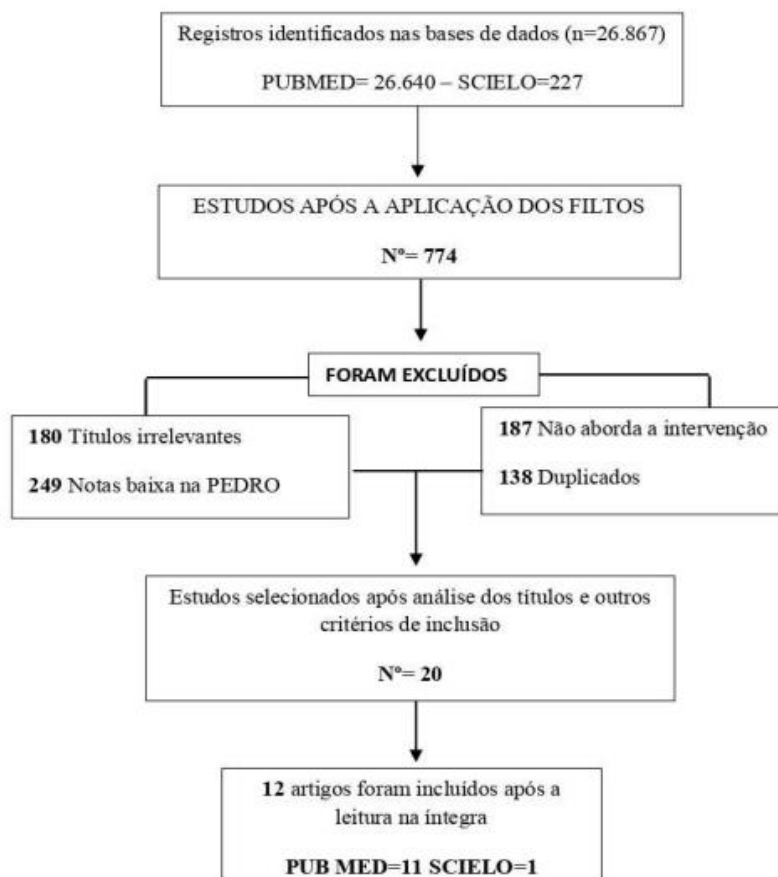 Registros identificados nas bases de dados (n=26.867)
PUBMED= 26.640 – SCIELO=227
ESTUDOS APÓS A APLICAÇÃO DOS FILTOS
Nº= 774
FORAM EXCLUÍDOS
180 Títulos irrelevantes
249 Notas baixa na PEDRO
187 Não aborda a intervenção
138 Duplicados
Estudos selecionados após análise dos títulos e outros
critérios de inclusão
Nº= 20
12 artigos foram incluídos após a
leitura na íntegra
PUB MED=11 SCIELO=1